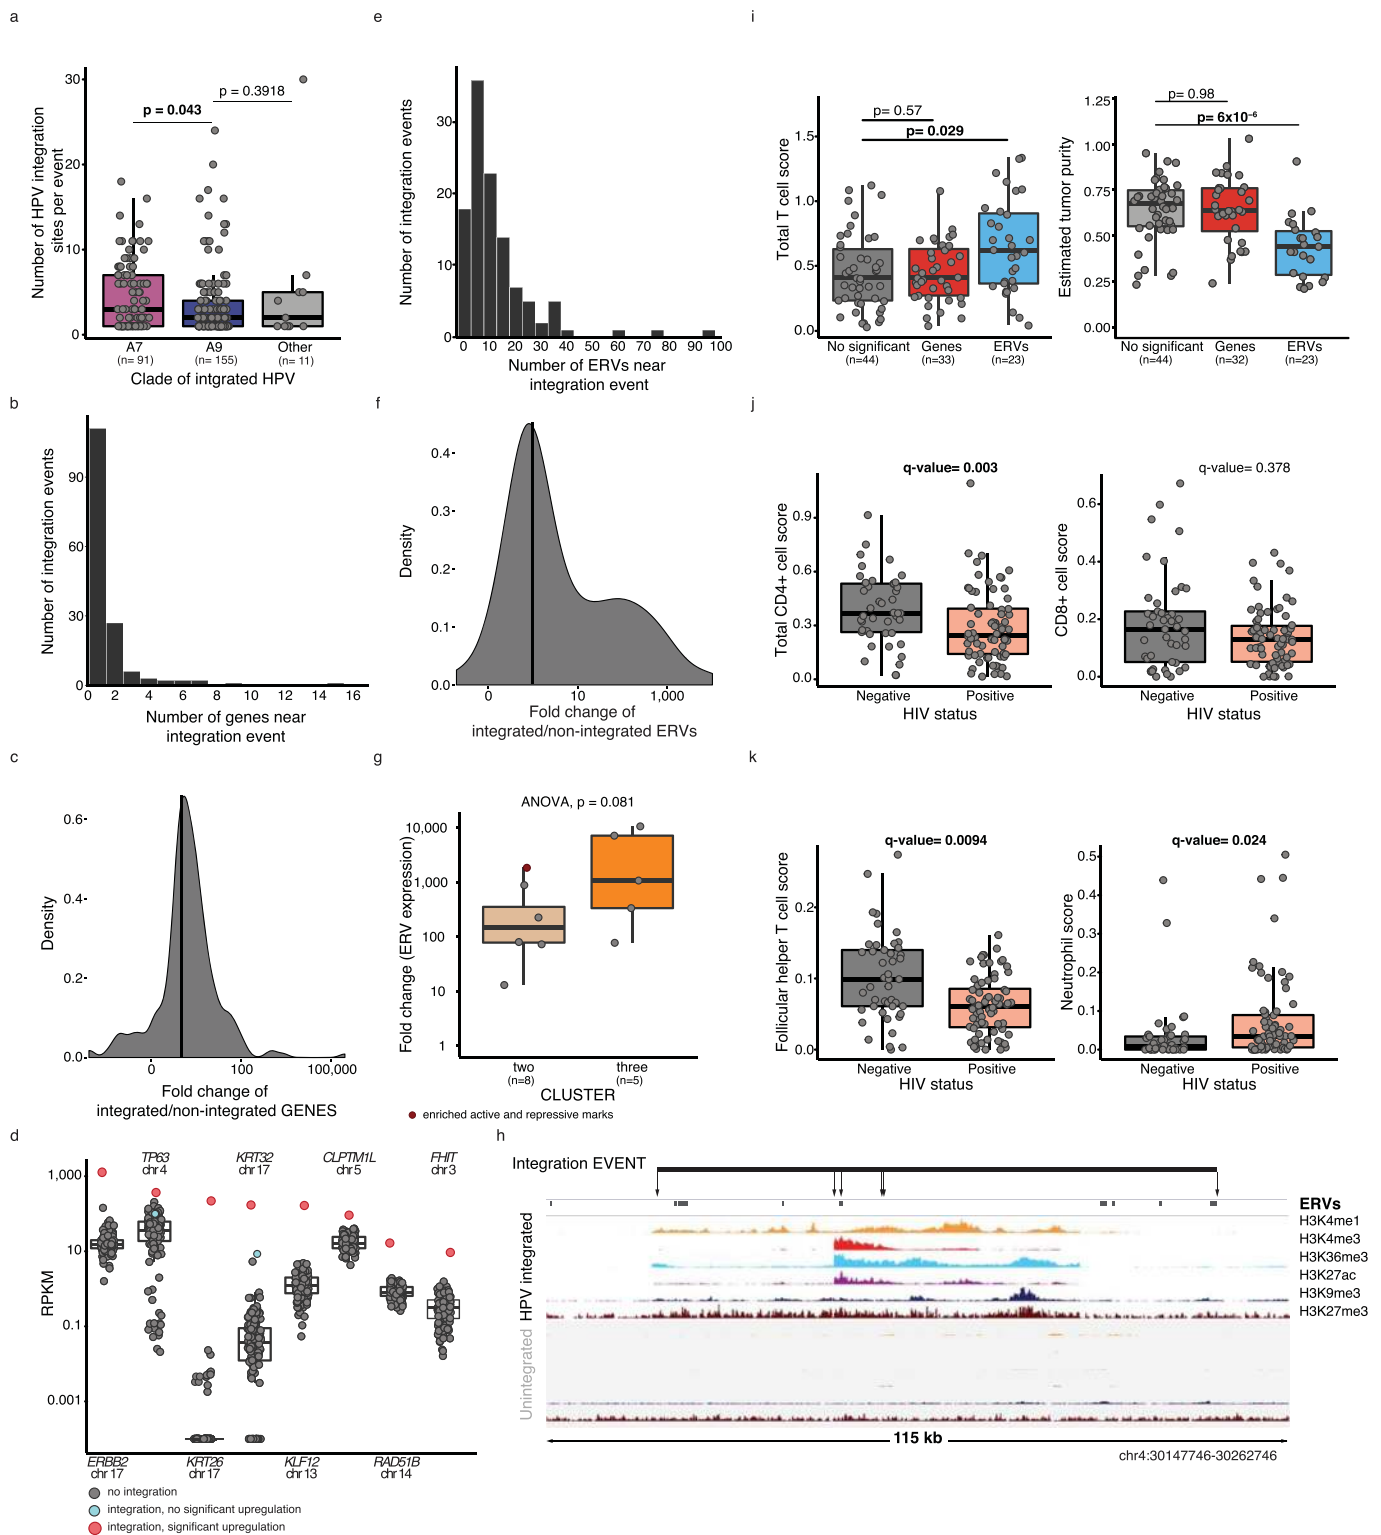 a
Number of HPV integration
sites per event
30
20
10
0
p = 0.043
p = 0.3918
A7
(n= 91)
A9
(n= 155)
Other
(n= 11)
Clade of intgrated HPV
b
Number of integration events
90
60
30
0
0 2 4 6 8 10 12 14 16
Number of genes near
integration event
c
Density
0.6
0.4
0.2
0.0
0 100 100,000
Fold change of
integrated/non-integrated GENES
d
RPKM
1,000
10
0.1
0.001
TP63
chr4
KRT32
chr17
CLPTM1L
chr5
FHIT
chr3
ERBB2
chr17
KRT26
chr17
KLF12
chr13
RAD51B
chr14
no integration
integration, no significant upregulation
integration, significant upregulation
e
Number of integration events
30
20
10
0
0 10 20 30 40 50 60 70 80 90 100
Number of ERVs near
integration event
f
Density
0.4
0.3
0.2
0.1
0.0
0 10 1,000
Fold change of
integrated/non-integrated ERVs
g
ANOVA, p = 0.081
Fold change (ERV expression)
10,000
1,000
100
10
1
two
(n=8)
three
(n=5)
CLUSTER
enriched active and repressive marks
h
Integration EVENT
HPV integrated
Unintegrated
ERVs
H3K4me1
H3K4me3
H3K36me3
H3K27ac
H3K9me3
H3K27me3
115 kb
chr4:30147746-30262746
i
Total T cell score
1.5
1.0
0.5
0.0
p= 0.57
p= 0.029
No significant
(n=44)
Genes
(n=33)
ERVs
(n=23)
Estimated tumor purity
1.25
1.00
0.75
0.50
0.25
0.00
p= 0.98
p= 6x10⁻⁶
No significant
(n=44)
Genes
(n=32)
ERVs
(n=23)
j
q-value= 0.003
Total CD4+ cell score
0.9
0.6
0.3
0.0
Negative Positive
HIV status
q-value= 0.378
CD8+ cell score
0.6
0.4
0.2
0.0
Negative Positive
HIV status
k
q-value= 0.0094
Follicular helper T cell score
0.2
0.1
0.0
Negative Positive
HIV status
q-value= 0.024
Neutrophil score
0.5
0.4
0.3
0.2
0.1
0.0
Negative Positive
HIV status